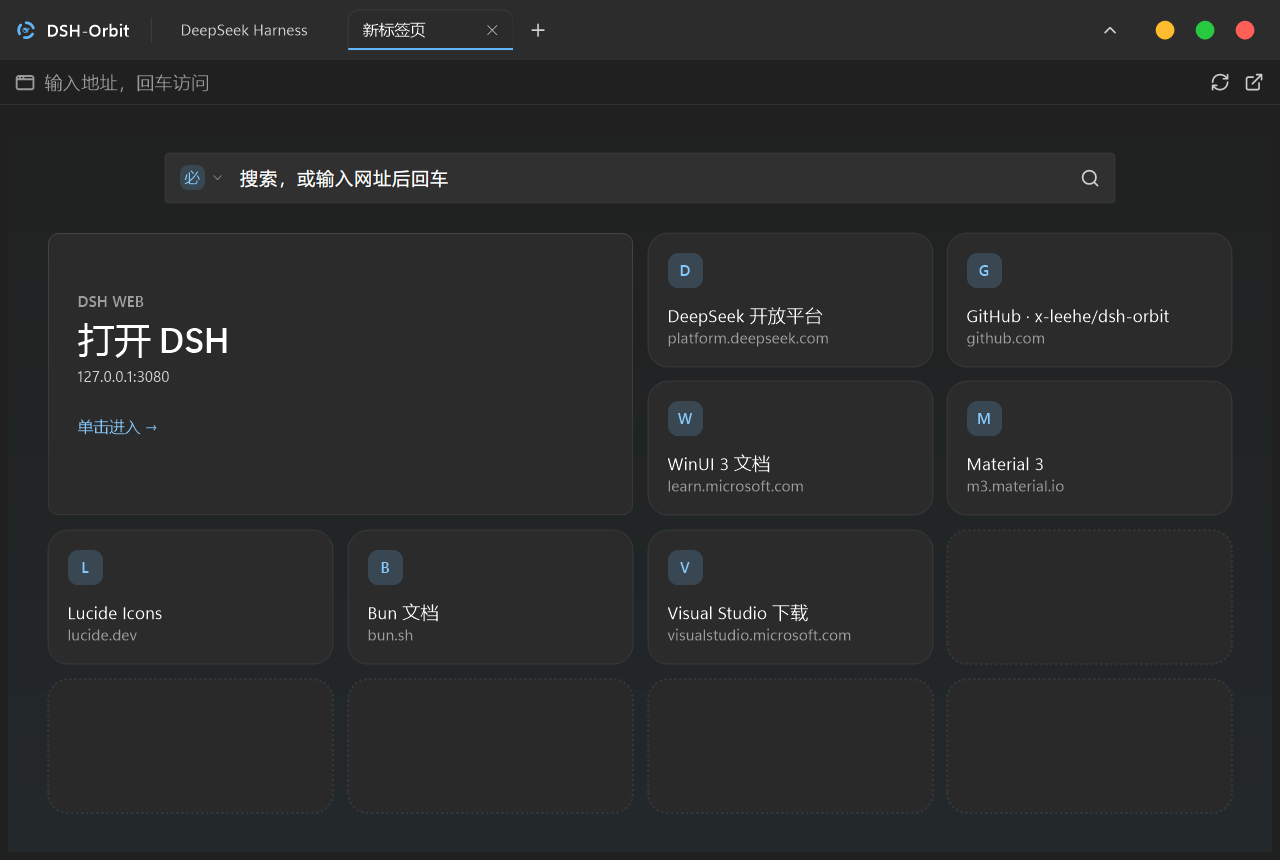 DSH-Orbit
DeepSeek Harness
新标签页
输入地址，回车访问
必
搜索，或输入网址后回车
DSH WEB
打开 DSH
127.0.0.1:3080
单击进入 →
D
DeepSeek 开放平台
platform.deepseek.com
G
GitHub · x-leehe/dsh-orbit
github.com
W
WinUI 3 文档
learn.microsoft.com
M
Material 3
m3.material.io
L
Lucide Icons
lucide.dev
B
Bun 文档
bun.sh
V
Visual Studio 下载
visualstudio.microsoft.com